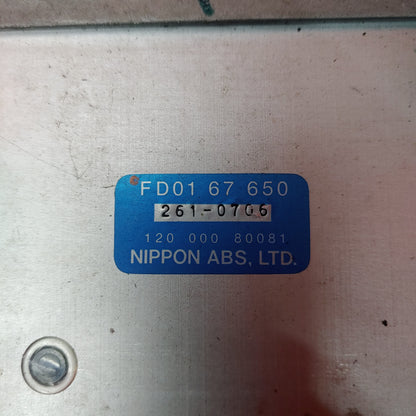 FD01 67 650
261-0706
120 000 80081
NIPPON ABS, LTD.